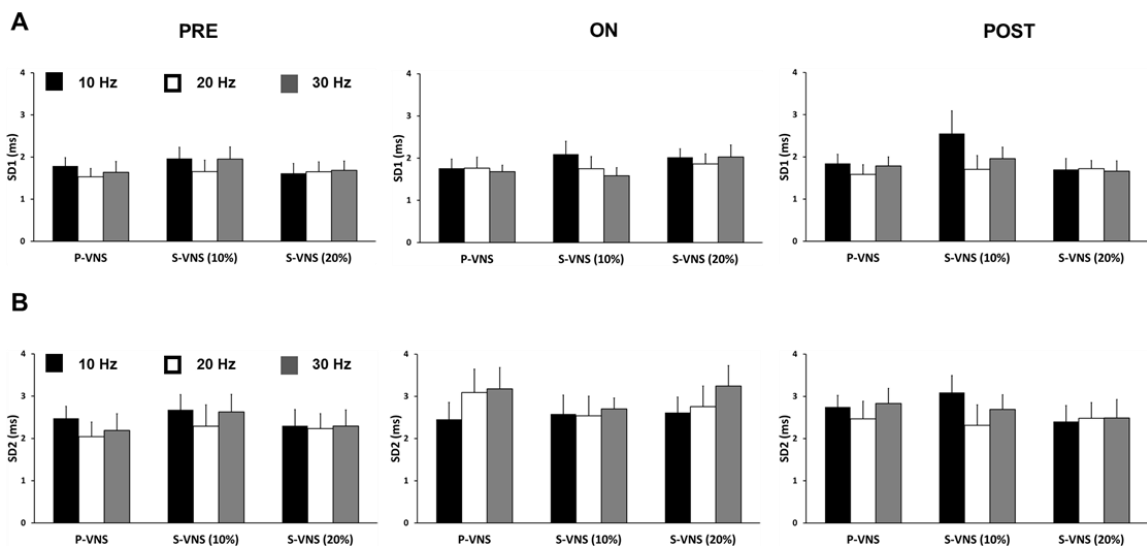 A
PRE
ON
POST
10 Hz 20 Hz 30 Hz
SD1 (ms)
4
3
2
1
0
P-VNS S-VNS (10%) S-VNS (20%)
SD1 (ms)
4
3
2
1
0
P-VNS S-VNS (10%) S-VNS (20%)
SD1 (ms)
4
3
2
1
0
P-VNS S-VNS (10%) S-VNS (20%)
B
10 Hz 20 Hz 30 Hz
SD2 (ms)
4
3
2
1
0
P-VNS S-VNS (10%) S-VNS (20%)
SD2 (ms)
4
3
2
1
0
P-VNS S-VNS (10%) S-VNS (20%)
SD2 (ms)
4
3
2
1
0
P-VNS S-VNS (10%) S-VNS (20%)